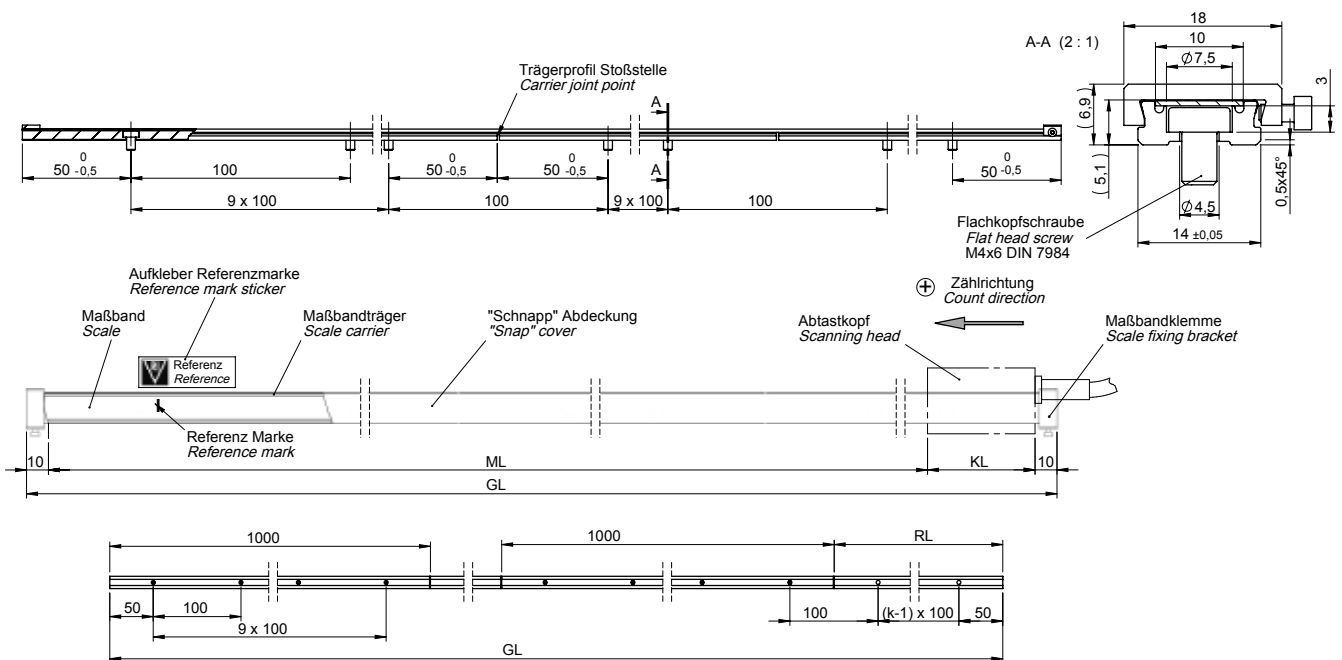 Trägerprofil Stoßstelle
Carrier joint point
A
A
0
50 -0,5
100
0
50 -0,5
0
50 -0,5
100
0
50 -0,5
9 x 100
100
9 x 100
A-A (2 : 1)
18
10
Ø7,5
3
( 6,9 )
( 5,1 )
0,5x45°
Ø4,5
14 ±0,05
Flachkopfschraube
Flat head screw
M4x6 DIN 7984
Aufkleber Referenzmarke
Reference mark sticker
Maßband
Scale
Maßbandträger
Scale carrier
"Schnapp" Abdeckung
"Snap" cover
Zählrichtung
Count direction
Abtastkopf
Scanning head
Maßbandklemme
Scale fixing bracket
Referenz
Reference
Referenz Marke
Reference mark
10
ML
KL
10
GL
1000
1000
RL
50
100
9 x 100
100
(k-1) x 100
50
GL